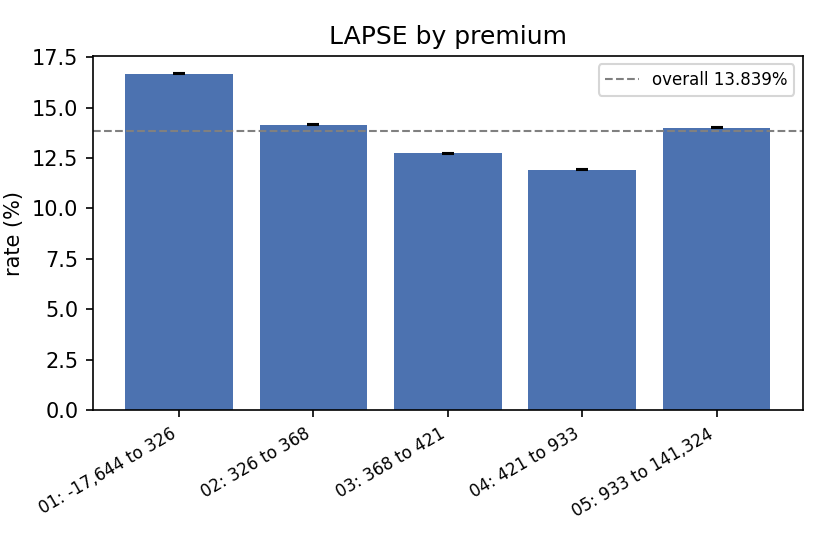 LAPSE by premium
17.5
15.0
12.5
10.0
7.5
5.0
2.5
0.0
rate (%)
overall 13.839%
01: -17,644 to 326
02: 326 to 368
03: 368 to 421
04: 421 to 933
05: 933 to 141,324